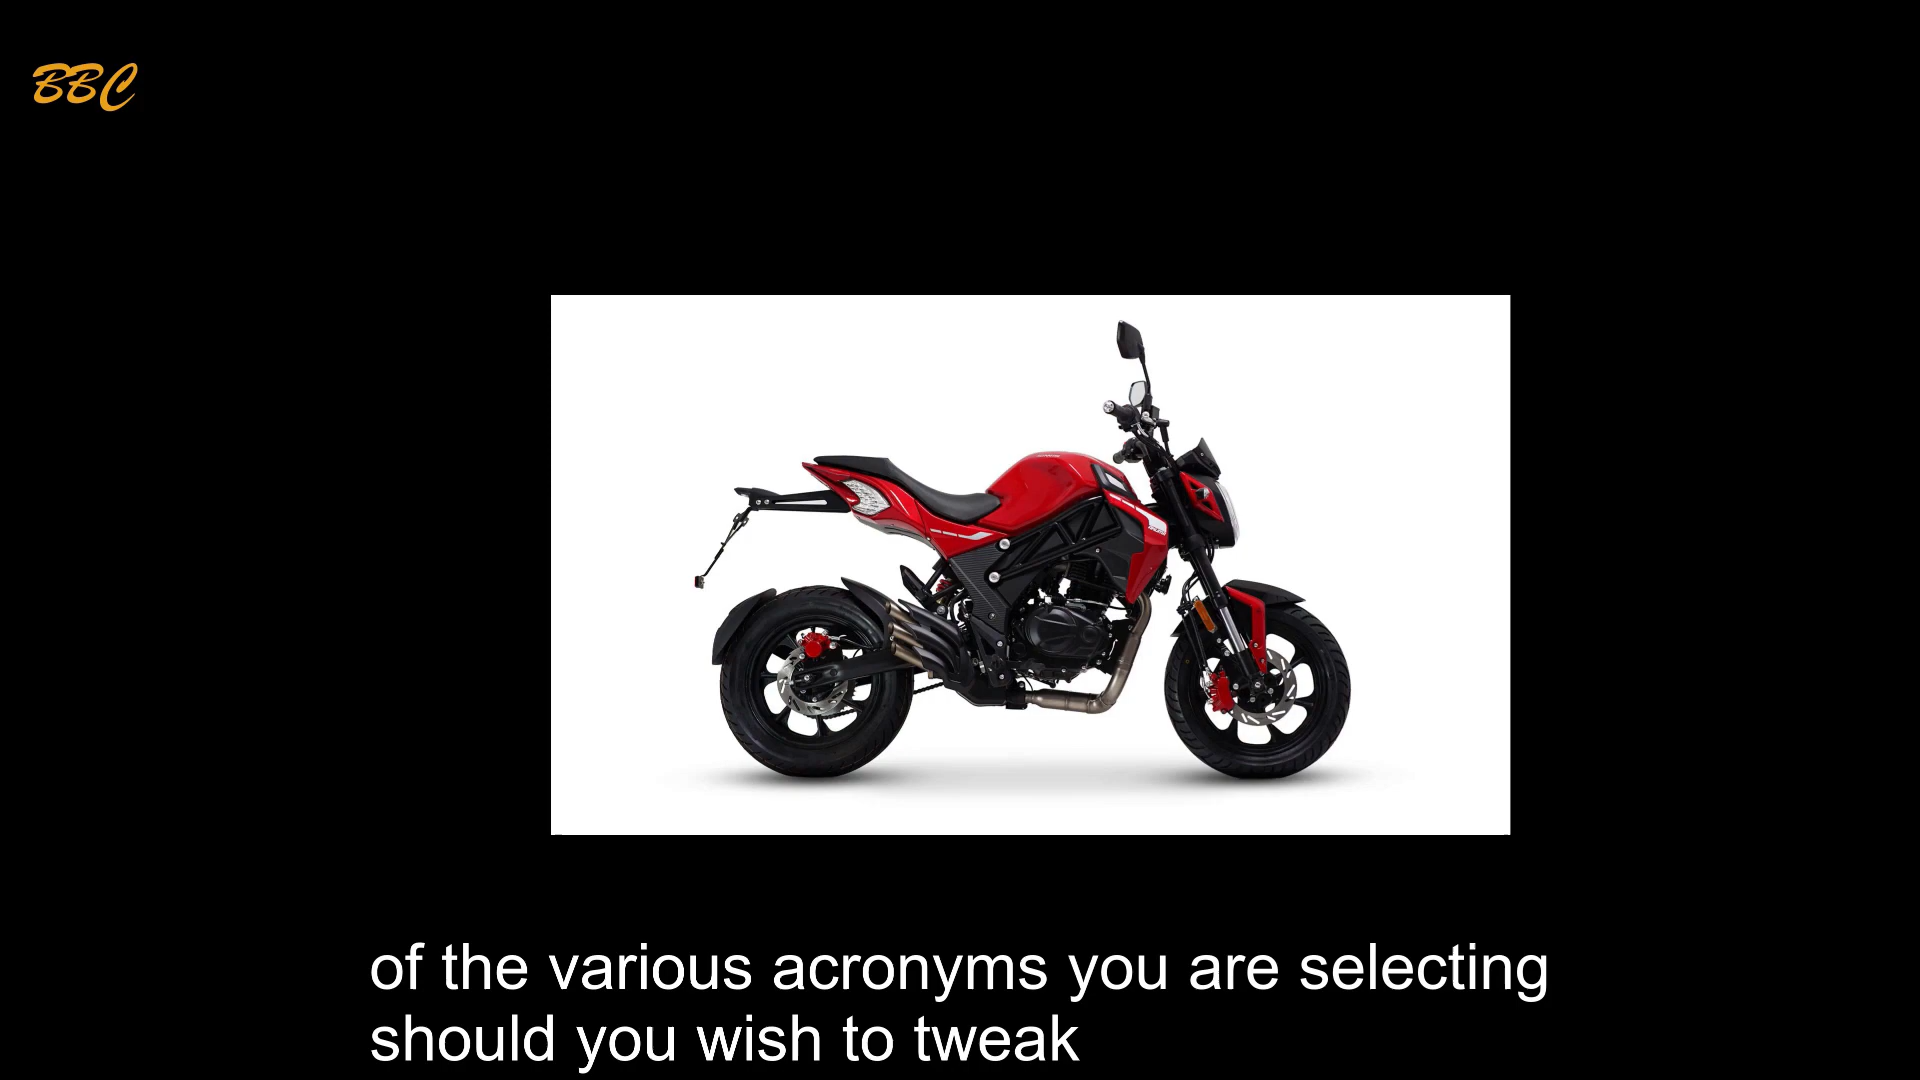 BBC
of the various acronyms you are selecting
should you wish to tweak